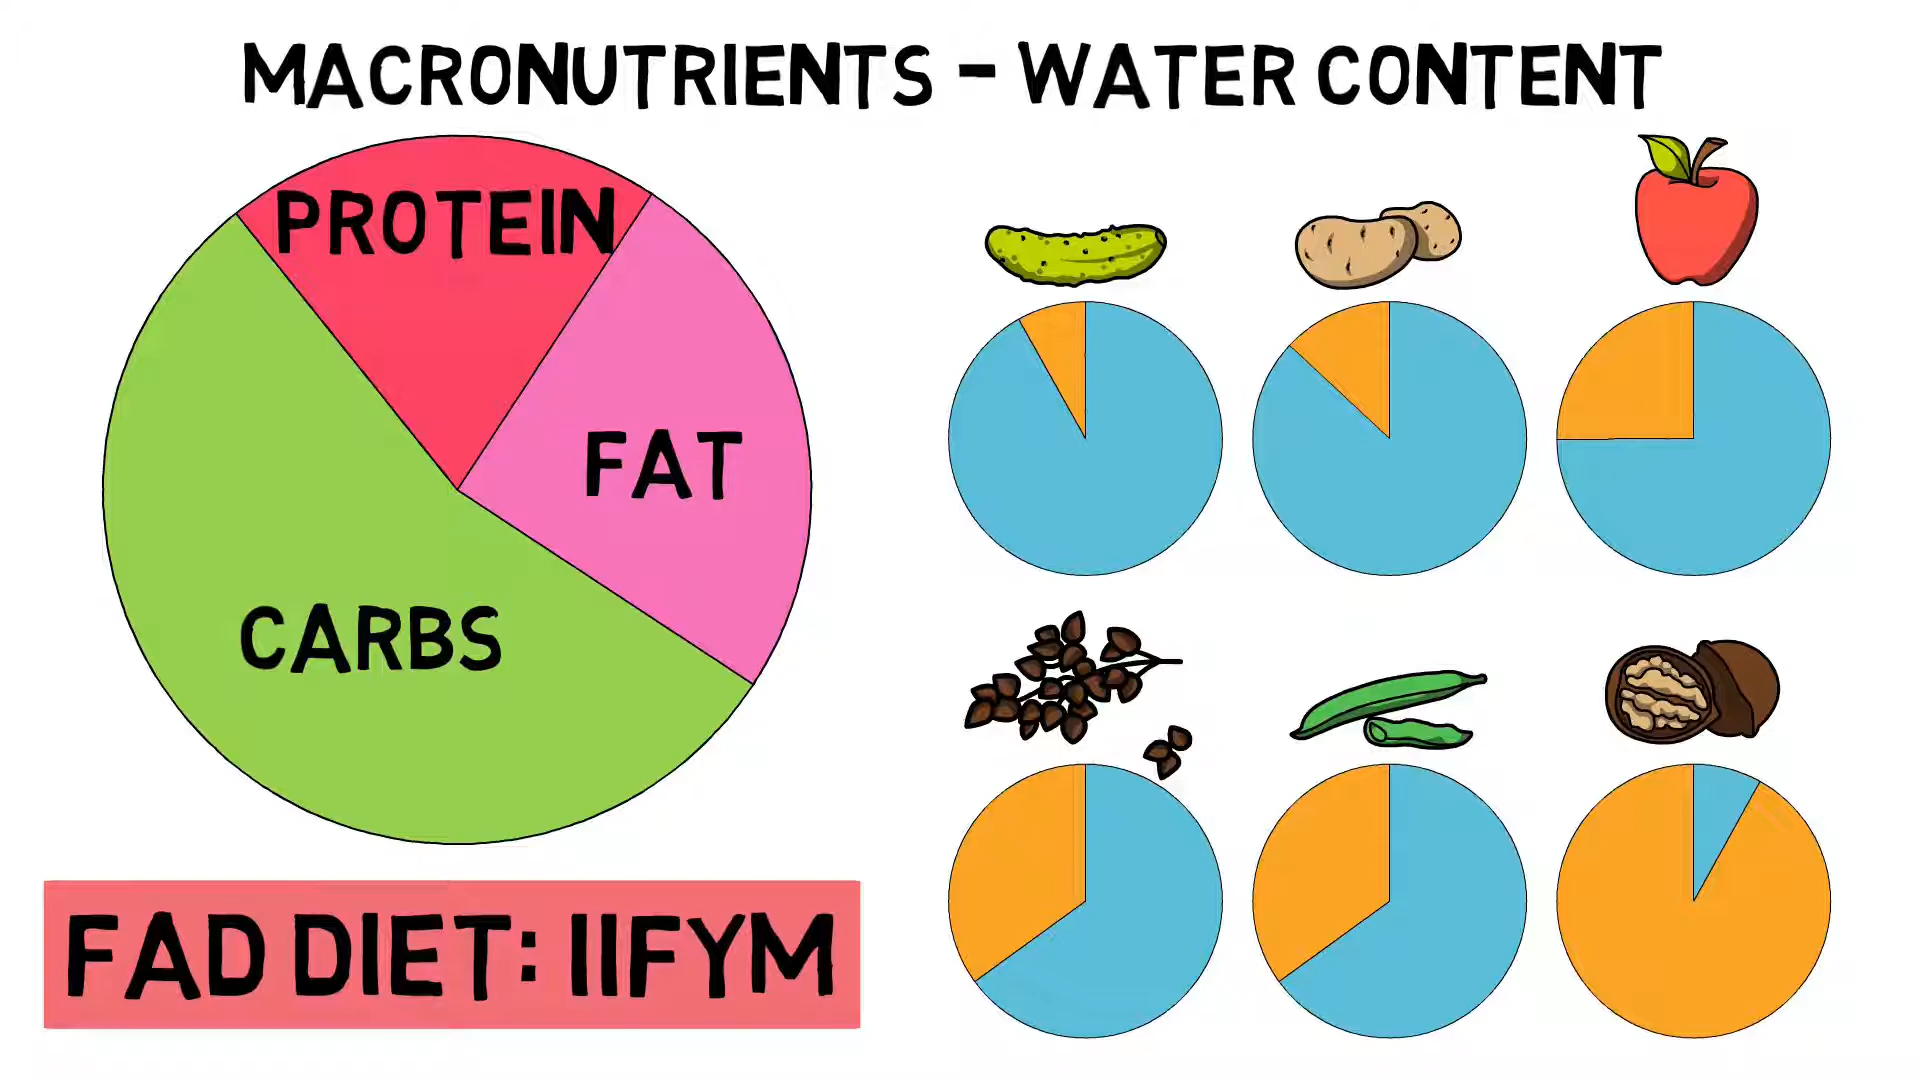 MACRONUTRIENTS - WATER CONTENT
PROTEIN
FAT
CARBS
FAD DIET: IIFYM